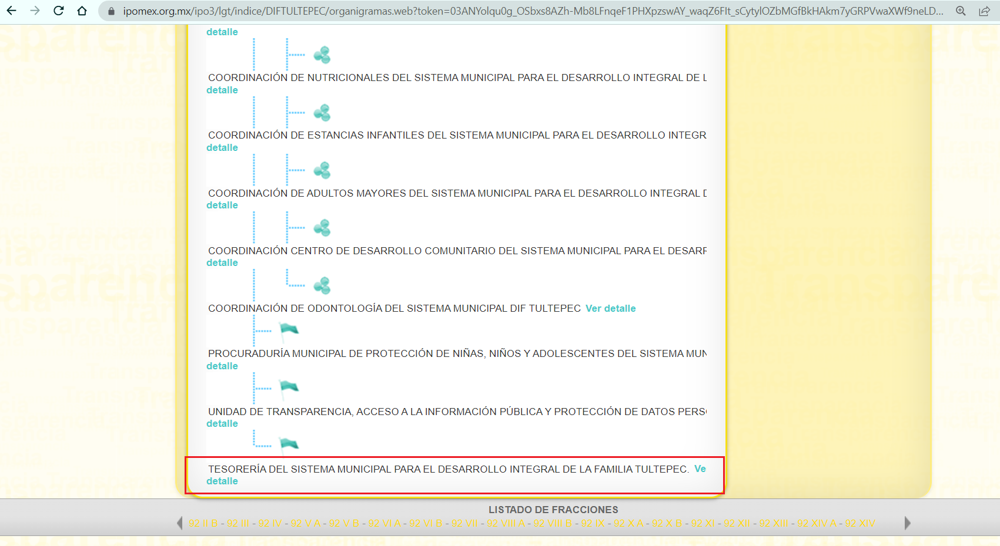 ipomex.org.mx/ipo3/lgt/indice/DIFTULTEPEC/organigramas.web?token=03ANYolqu0g_OSbxs8AZh-Mb8LFnqeF1PHXpzswAY_waqZ6FIt_sCytylOZbMGfBkHAkm7yGRPVwaXWf9neLD...
detalle
COORDINACIÓN DE NUTRICIONALES DEL SISTEMA MUNICIPAL PARA EL DESARROLLO INTEGRAL DE L
detalle
COORDINACIÓN DE ESTANCIAS INFANTILES DEL SISTEMA MUNICIPAL PARA EL DESARROLLO INTEGR
detalle
COORDINACIÓN DE ADULTOS MAYORES DEL SISTEMA MUNICIPAL PARA EL DESARROLLO INTEGRAL D
detalle
COORDINACIÓN CENTRO DE DESARROLLO COMUNITARIO DEL SISTEMA MUNICIPAL PARA EL DESARR
detalle
COORDINACIÓN DE ODONTOLOGÍA DEL SISTEMA MUNICIPAL DIF TULTEPEC Ver detalle
PROCURADURÍA MUNICIPAL DE PROTECCIÓN DE NIÑAS, NIÑOS Y ADOLESCENTES DEL SISTEMA MUN
detalle
UNIDAD DE TRANSPARENCIA, ACCESO A LA INFORMACIÓN PÚBLICA Y PROTECCIÓN DE DATOS PERSO
detalle
TESORERÍA DEL SISTEMA MUNICIPAL PARA EL DESARROLLO INTEGRAL DE LA FAMILIA TULTEPEC. Ve
detalle
LISTADO DE FRACCIONES
92 II B - 92 III - 92 IV - 92 V A - 92 V B - 92 VI A - 92 VI B - 92 VII - 92 VIII A - 92 VIII B - 92 IX - 92 X A - 92 X B - 92 XI - 92 XII - 92 XIII - 92 XIV A - 92 XIV